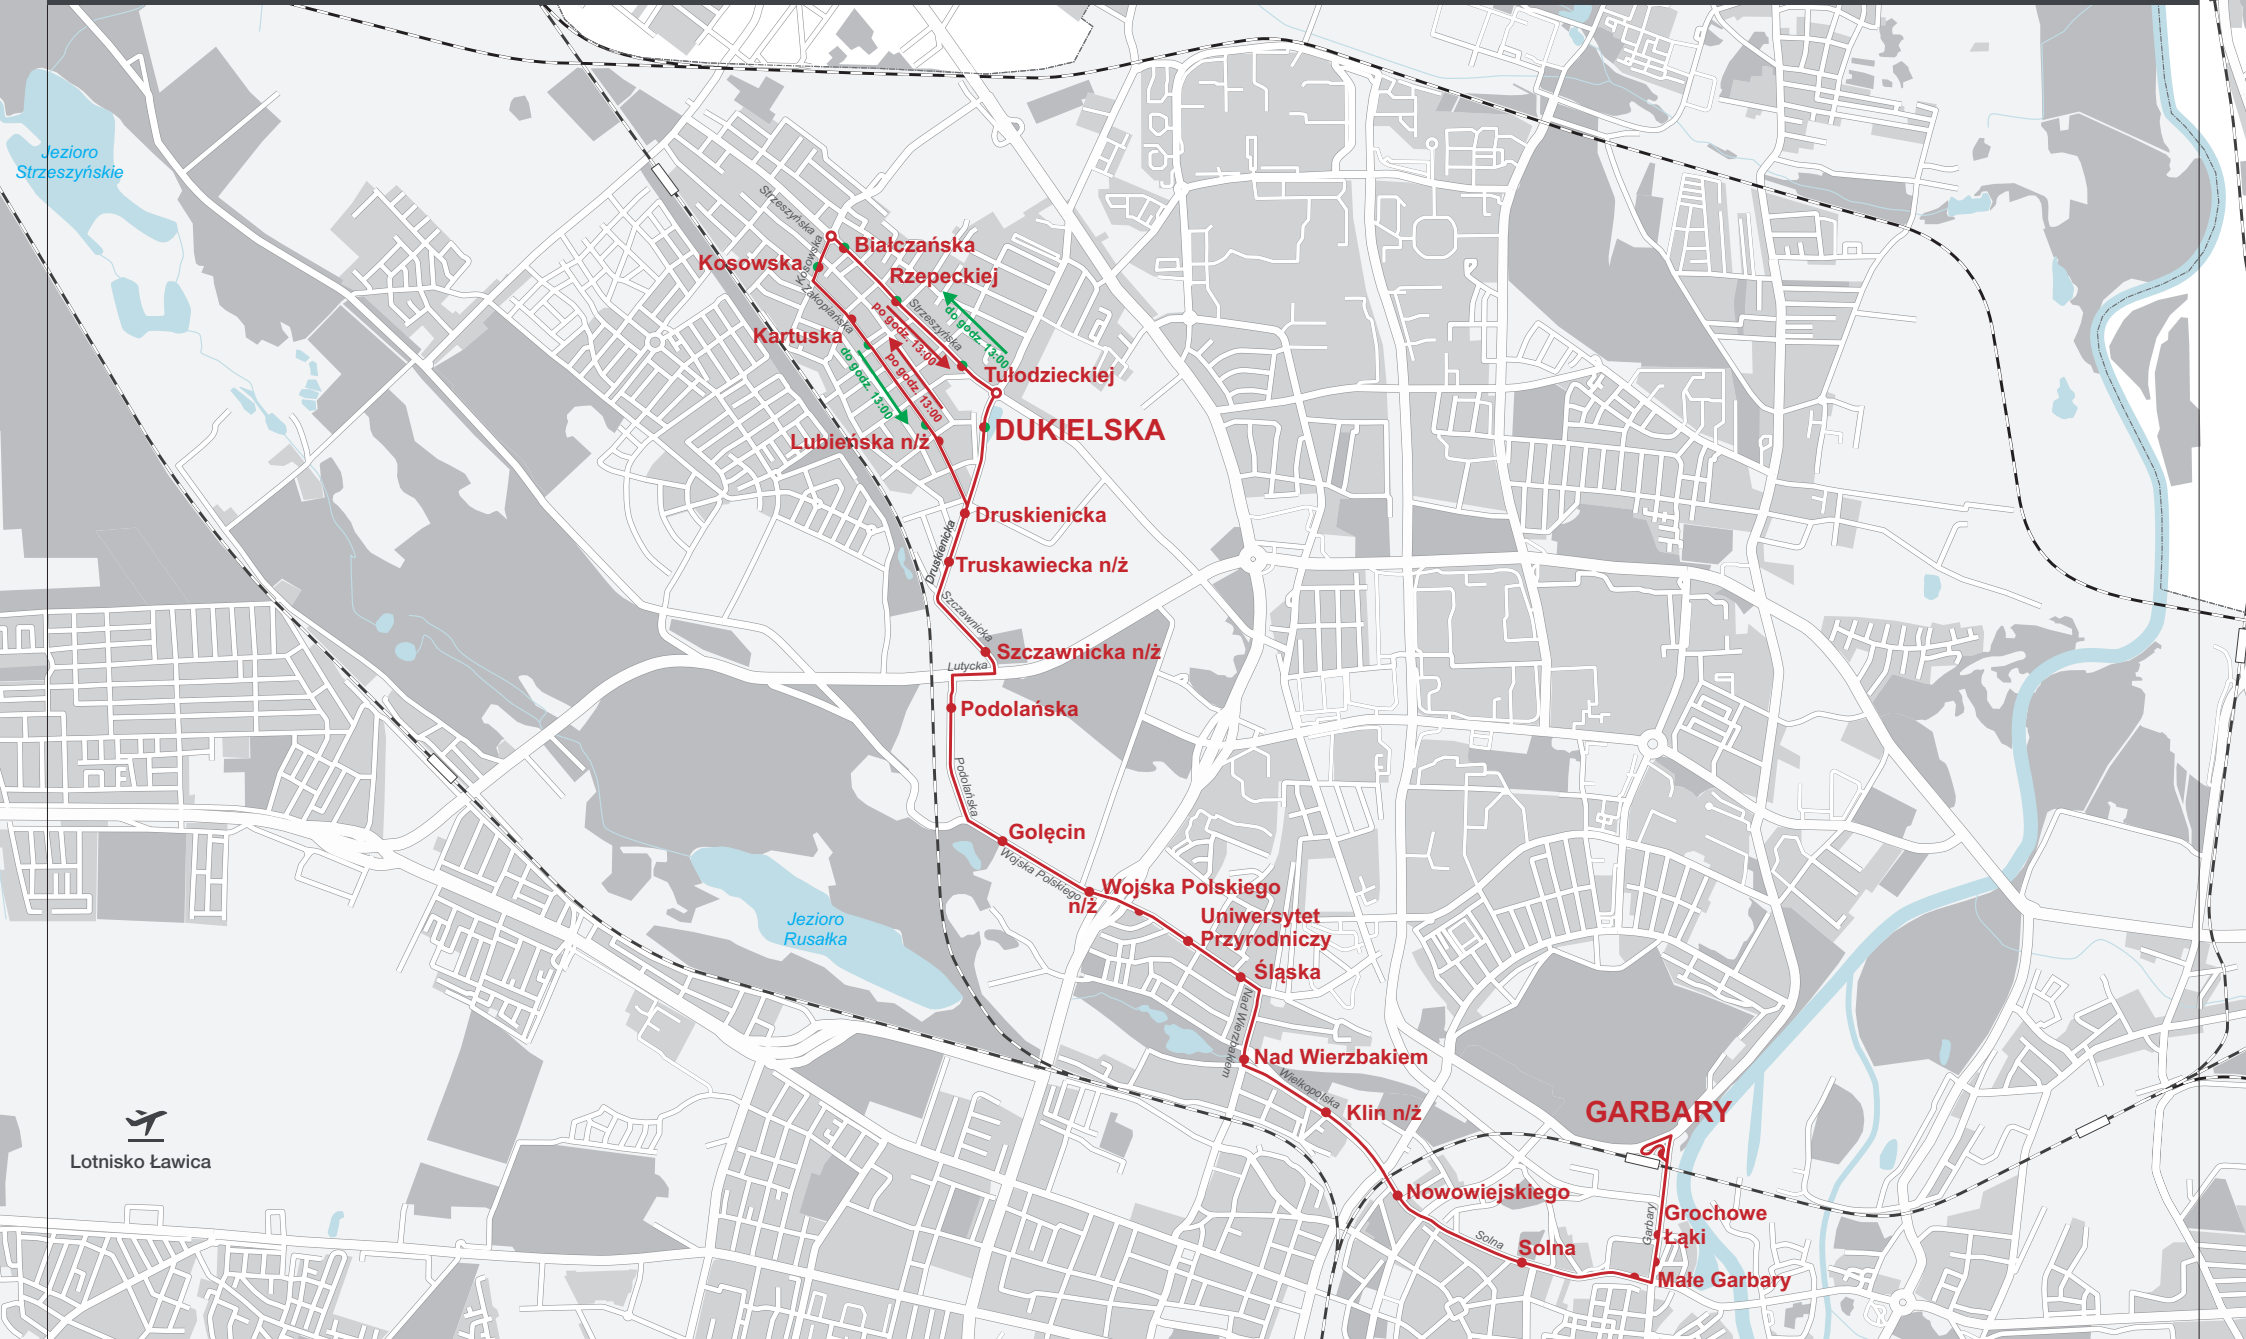 Jezioro
Strzeszyńskie
Strzeszyńska
Białczańska
Kosowska
Kosowska
Rzepeckiej
Zakopiańska
Strzeszyńska
po godz. 13:00
do godz. 13:00
Kartuska
do godz. 13:00
po godz. 13:00
Tułodzieckiej
DUKIELSKA
Lubieńska n/ż
Druskienicka
Druskienicka
Truskawiecka n/ż
Szczawnicka
Szczawnicka n/ż
Lutycka
Podolańska
Podolańska
Golęcin
Wojska Polskiego
Wojska Polskiego
n/ż
Uniwersytet
Przyrodniczy
Jezioro
Rusałka
Śląska
Nad Wierzbakiem
Nad Wierzbakiem
Wielkopolska
Klin n/ż
GARBARY
Lotnisko Ławica
Nowowiejskiego
Grochowe
Łąki
Garbary
Solna
Solna
Małe Garbary